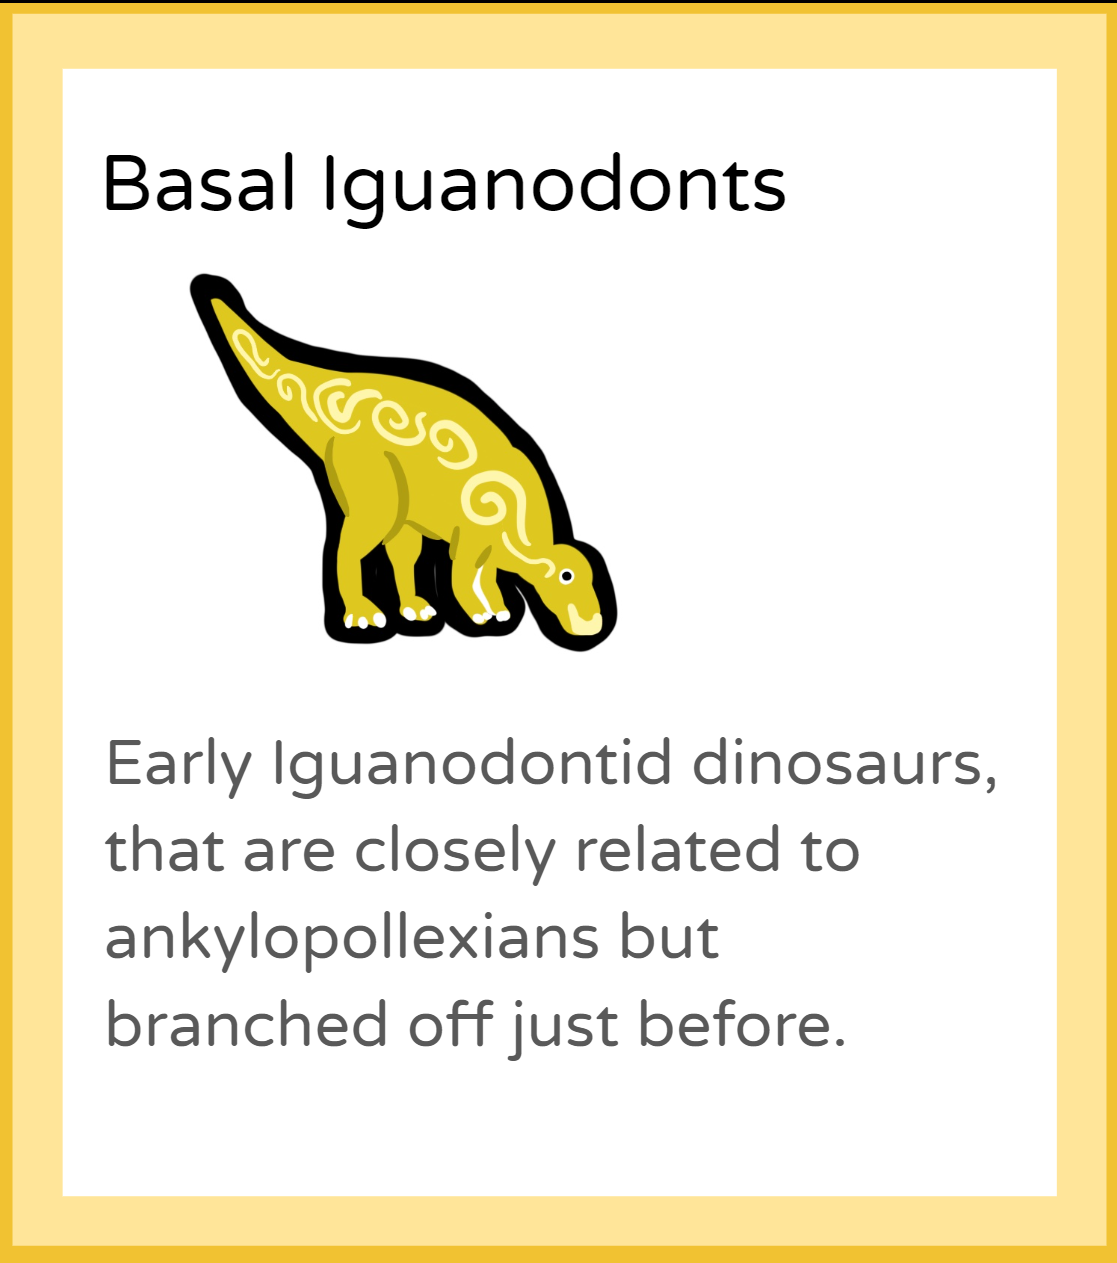 Basal Iguanodonts
Early Iguanodontid dinosaurs,
that are closely related to
ankylopollexians but
branched off just before.